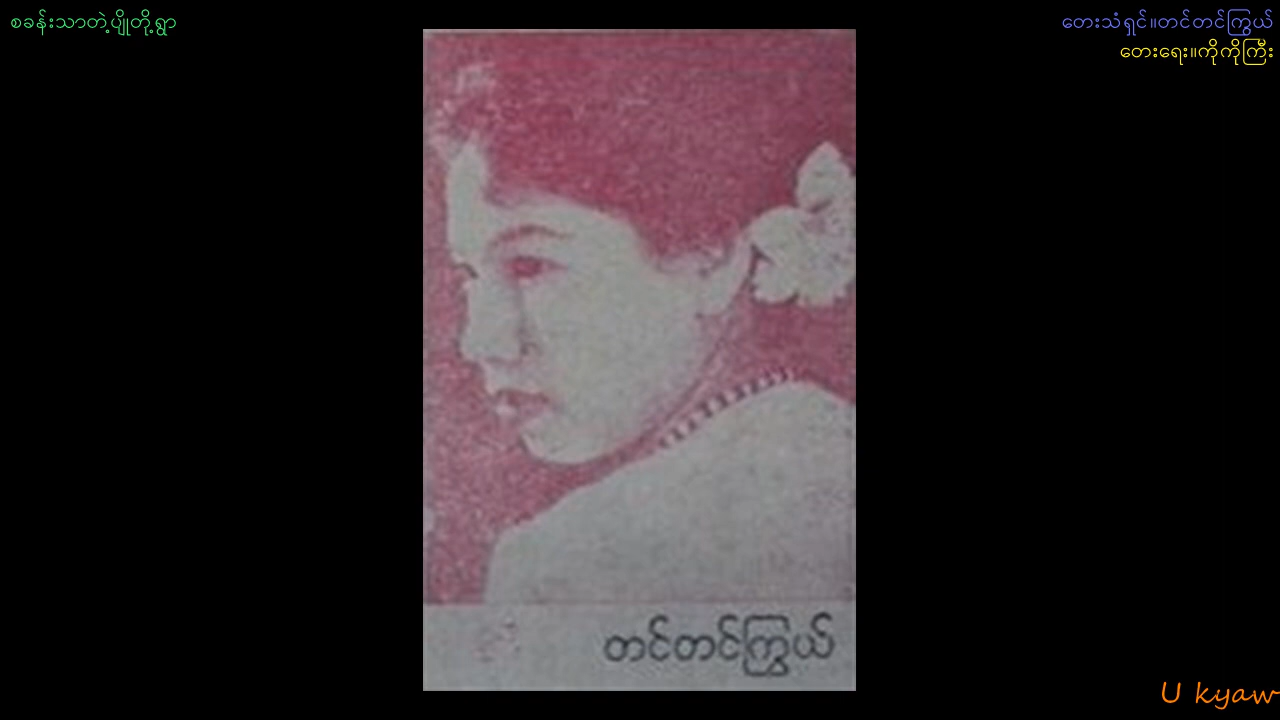 စခန်းသာတဲ့ပျိုတို့ရွာ
တေးသံရှင်။တင်တင်ကြွယ်
တေးရေး။ကိုကိုကြီး
တင်တင်ကြွယ်
U kyaw